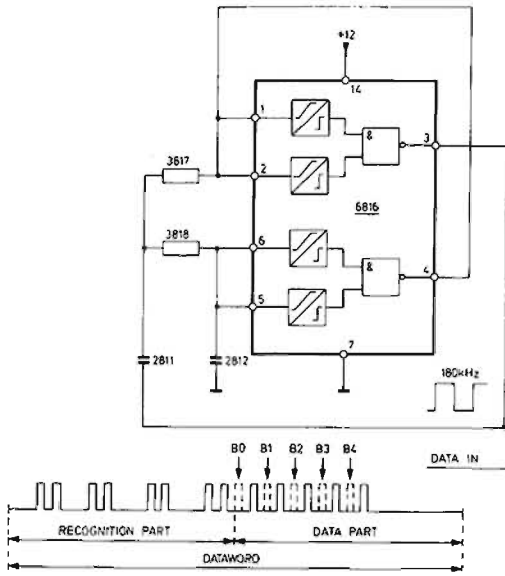 +12
14
1
&
3
3817
2
6816
3818
6
&
4
5
7
2811
2812
180kHz
B0 B1 B2 B3 B4
DATA IN
RECOGNITION PART
DATA PART
DATAWORD